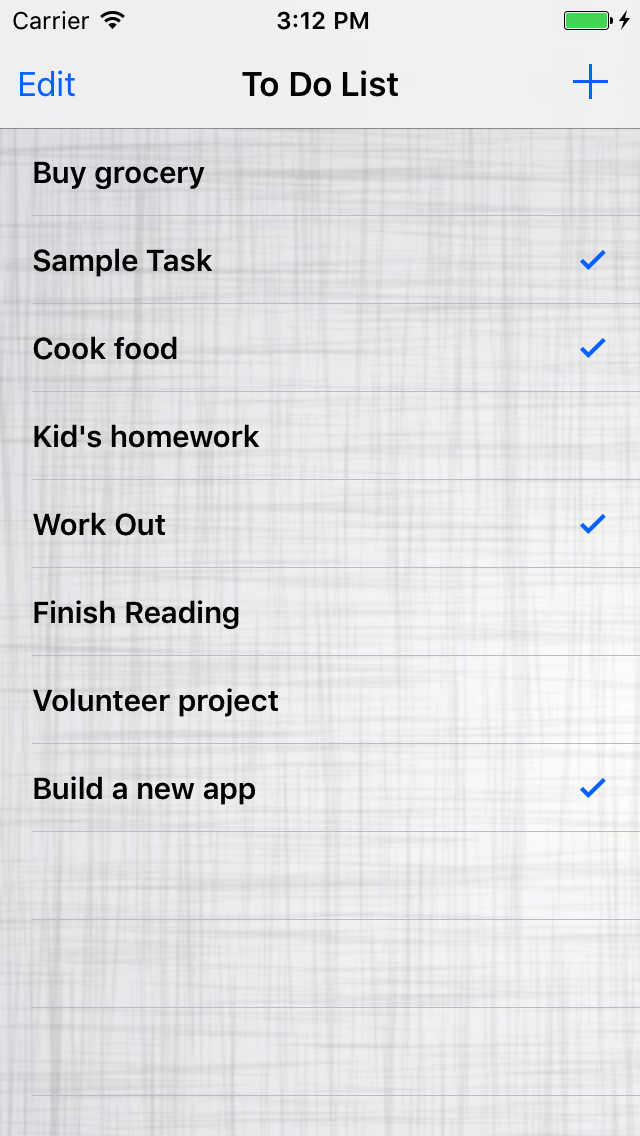 Carrier 3:12 PM
Edit To Do List
Buy grocery
Sample Task
Cook food
Kid's homework
Work Out
Finish Reading
Volunteer project
Build a new app